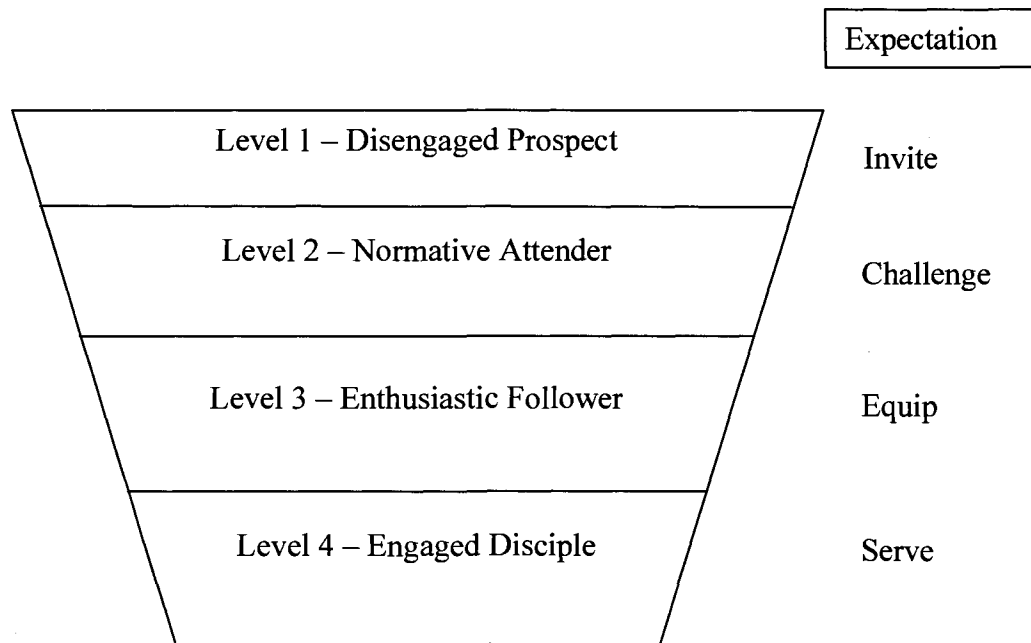 Expectation
Level 1 – Disengaged Prospect
Invite
Level 2 – Normative Attender
Challenge
Level 3 – Enthusiastic Follower
Equip
Level 4 – Engaged Disciple
Serve